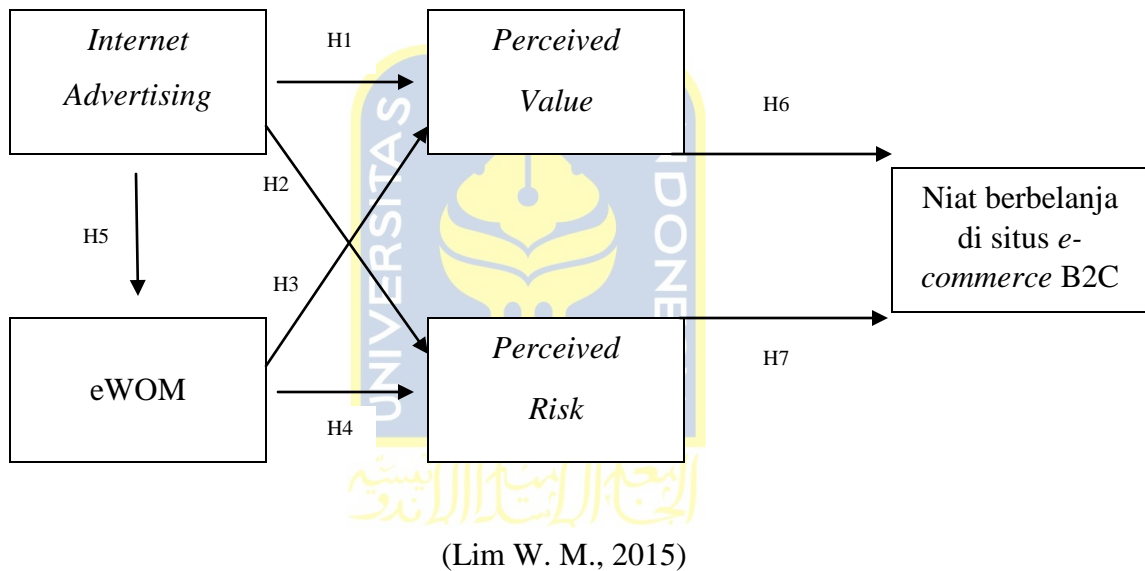 Internet
Advertising
H1
Perceived
Value
H6
H2
H5
H3
Niat berbelanja
di situs e-
commerce B2C
eWOM
H4
Perceived
Risk
H7
UNIVERSITAS
(Lim W. M., 2015)